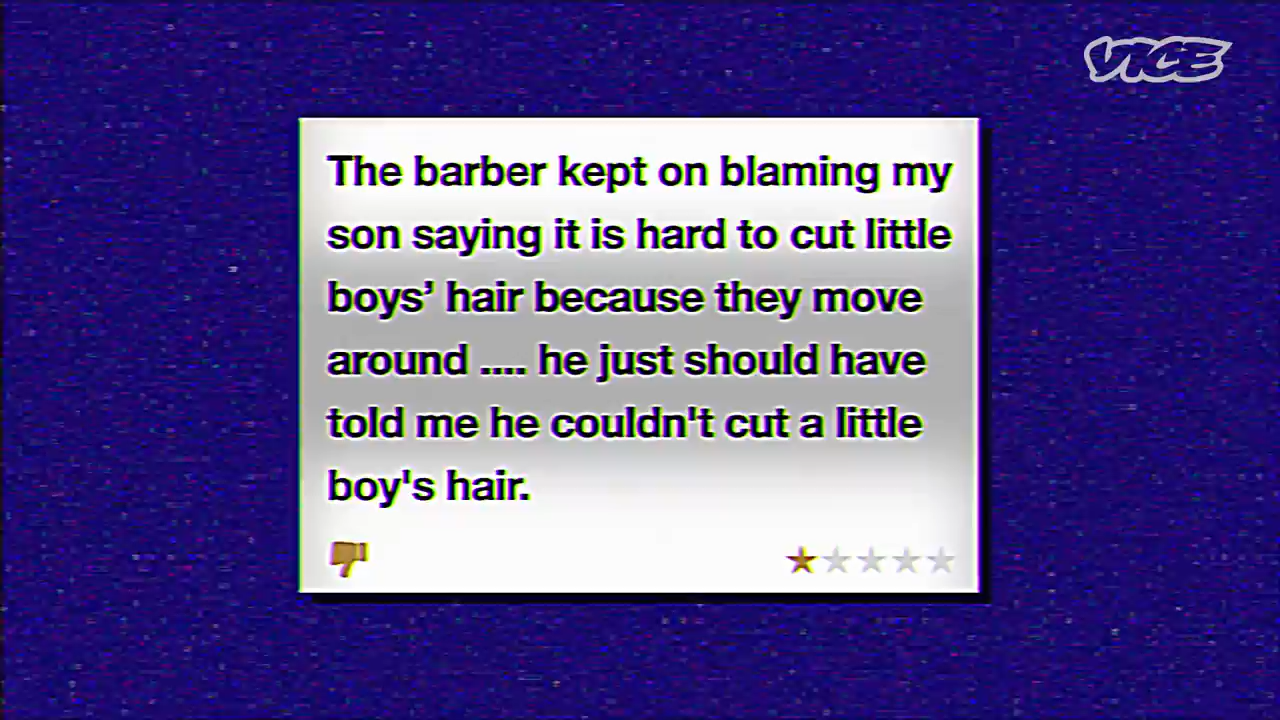 VICE
The barber kept on blaming my
son saying it is hard to cut little
boys’ hair because they move
around .... he just should have
told me he couldn't cut a little
boy's hair.